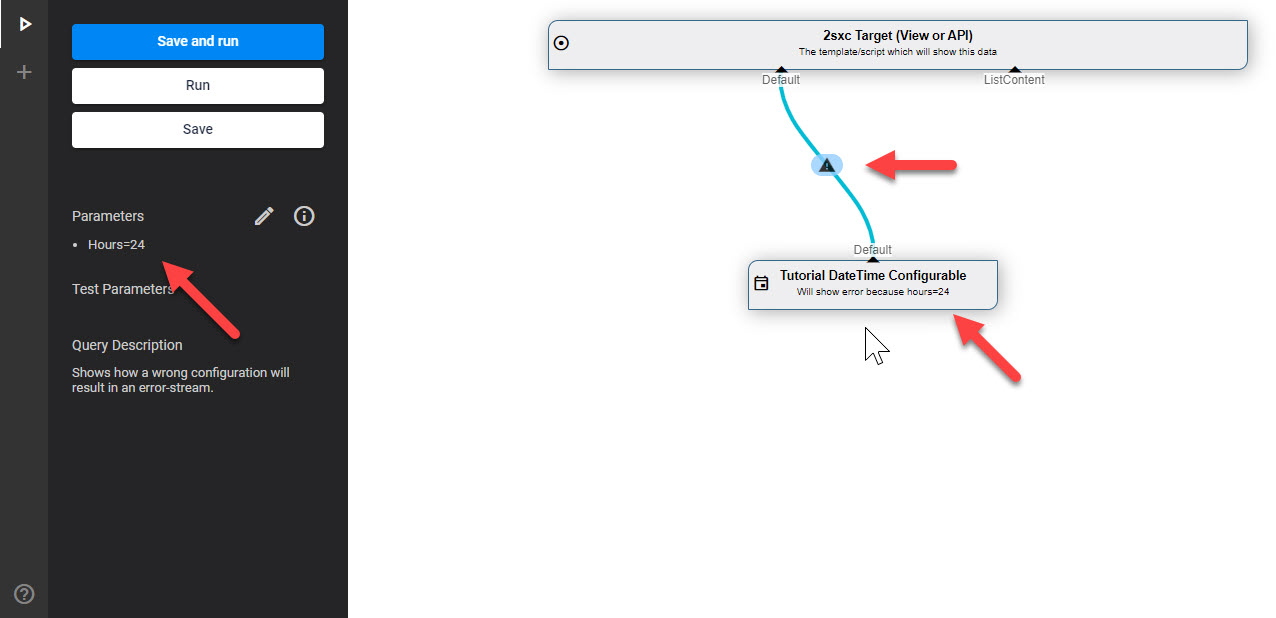 Save and run
Run
Save
Parameters
Hours=24
Test Parameters
Query Description
Shows how a wrong configuration will
result in an error-stream.
2sxc Target (View or API)
The template/script which will show this data
Default
ListContent
Default
Tutorial DateTime Configurable
Will show error because hours=24